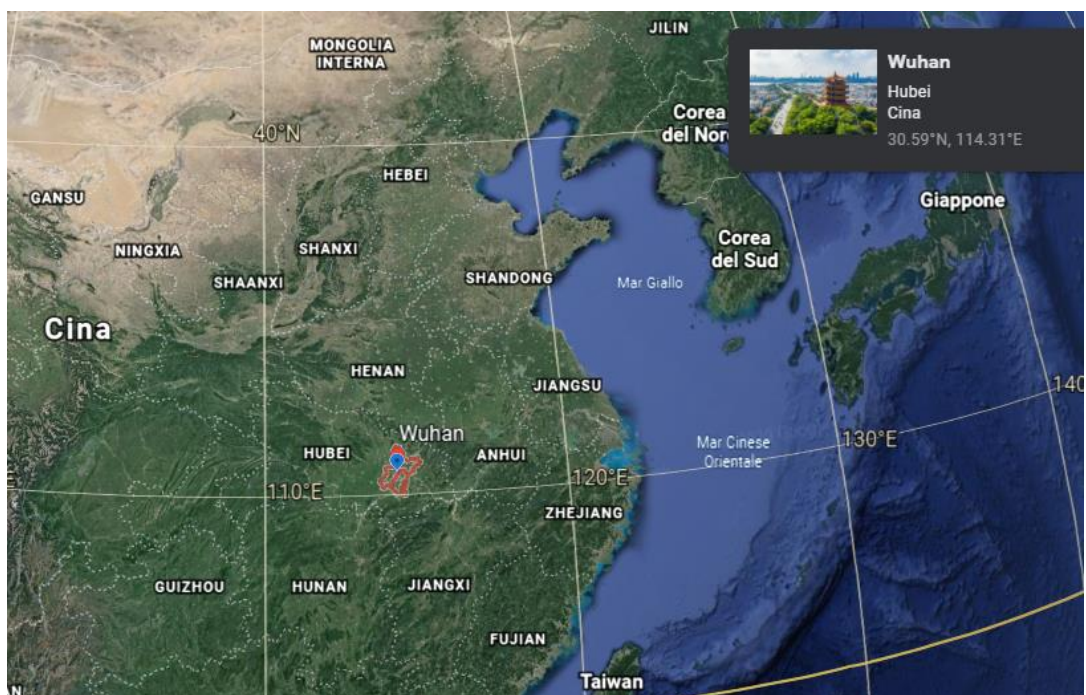 JILIN
MONGOLIA
INTERNA
Wuhan
Hubei
Cina
30.59°N, 114.31°E
Corea
del Nord
40°N
HEBEI
GANSU
Giappone
NINGXIA
SHANXI
Corea
del Sud
SHAANXI
SHANDONG
Mar Giallo
Cina
HENAN
JIANGSU
140
Wuhan
HUBEI
ANHUI
Mar Cinese
Orientale
130°E
E
110°E
120°E
ZHEJIANG
GUIZHOU
HUNAN
JIANGXI
FUJIAN
Taiwan
N